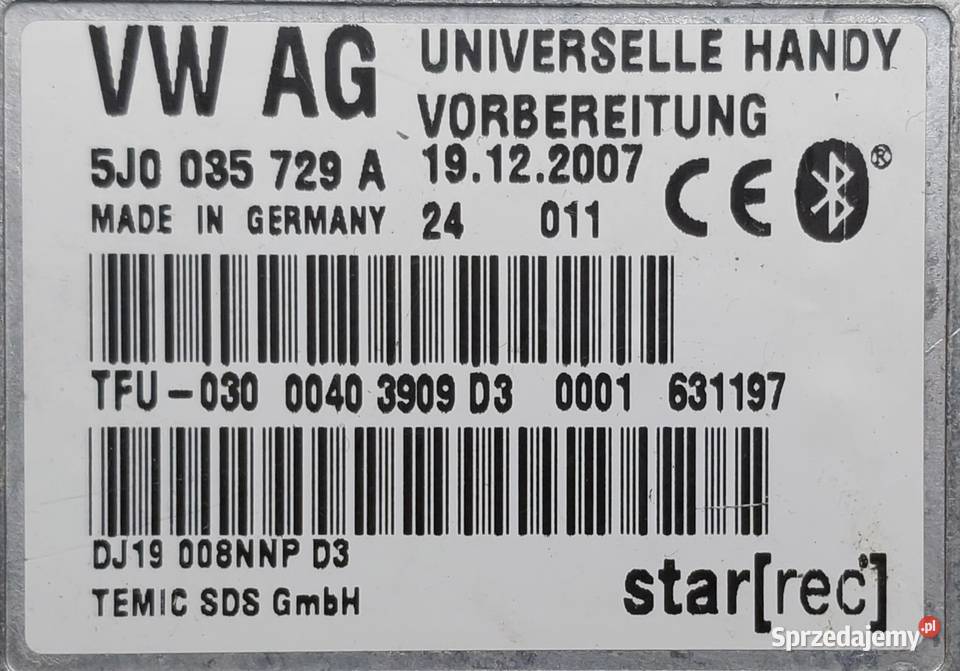 VW AG
UNIVERSELLE HANDY
VORBEREITUNG
5J0 035 729 A
19.12.2007
CE
®
MADE IN GERMANY
24 011
TFU-030 0040 3909 D3 0001 631197
DJ19 008NNP D3
TEMIC SDS GmbH
star[rec®]
Sprzedajemy.pl